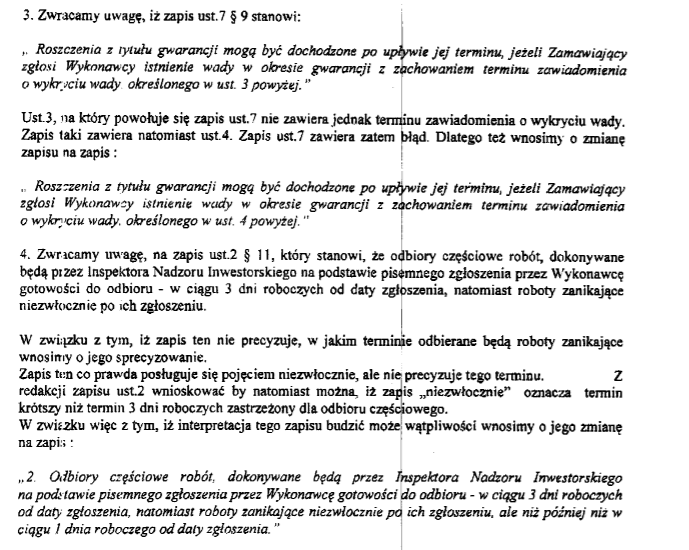 3. Zwracamy uwagę, iż zapis ust.7 § 9 stanowi:
„ Roszczenia z tytułu gwarancji mogą być dochodzone po upływie jej terminu, jeżeli Zamawiający
zgłosi Wykonawcy istnienie wady w okresie gwarancji z zachowaniem terminu zawiadomienia
o wykryciu wady, określonego w ust. 3 powyżej."
Ust.3, na który powołuje się zapis ust.7 nie zawiera jednak terminu zawiadomienia o wykryciu wady.
Zapis taki zawiera natomiast ust.4. Zapis ust.7 zawiera zatem błąd. Dlatego też wnosimy o zmianę
zapisu na zapis :
„ Roszczenia z tytułu gwarancji mogą być dochodzone po upływie jej terminu, jeżeli Zamawiający
zgłosi Wykonawcy istnienie wady w okresie gwarancji z zachowaniem terminu zawiadomienia
o wykryciu wady, określonego w ust. 4 powyżej."
4. Zwracamy uwagę, na zapis ust.2 § 11, który stanowi, że odbiory częściowe robót, dokonywane
będą przez Inspektora Nadzoru Inwestorskiego na podstawie pisemnego zgłoszenia przez Wykonawcę
gotowości do odbioru - w ciągu 3 dni roboczych od daty zgłoszenia, natomiast roboty zanikające
niezwłocznie po ich zgłoszeniu.
W związku z tym, iż zapis ten nie precyzuje, w jakim terminie odbierane będą roboty zanikające
wnosimy o jego sprecyzowanie.
Zapis ten co prawda posługuje się pojęciem niezwłocznie, ale nie precyzuje tego terminu. Z
redakcji zapisu ust.2 wnioskować by natomiast można, iż zapis „niezwłocznie" oznacza termin
krótszy niż termin 3 dni roboczych zastrzeżony dla odbioru częściowego.
W związku więc z tym, iż interpretacja tego zapisu budzić może wątpliwości wnosimy o jego zmianę
na zapis :
„2. Odbiory częściowe robót, dokonywane będą przez Inspektora Nadzoru Inwestorskiego
na podstawie pisemnego zgłoszenia przez Wykonawcę gotowości do odbioru - w ciągu 3 dni roboczych
od daty zgłoszenia, natomiast roboty zanikające niezwłocznie po ich zgłoszeniu, ale niż później niż w
ciągu 1 dnia roboczego od daty zgłoszenia."